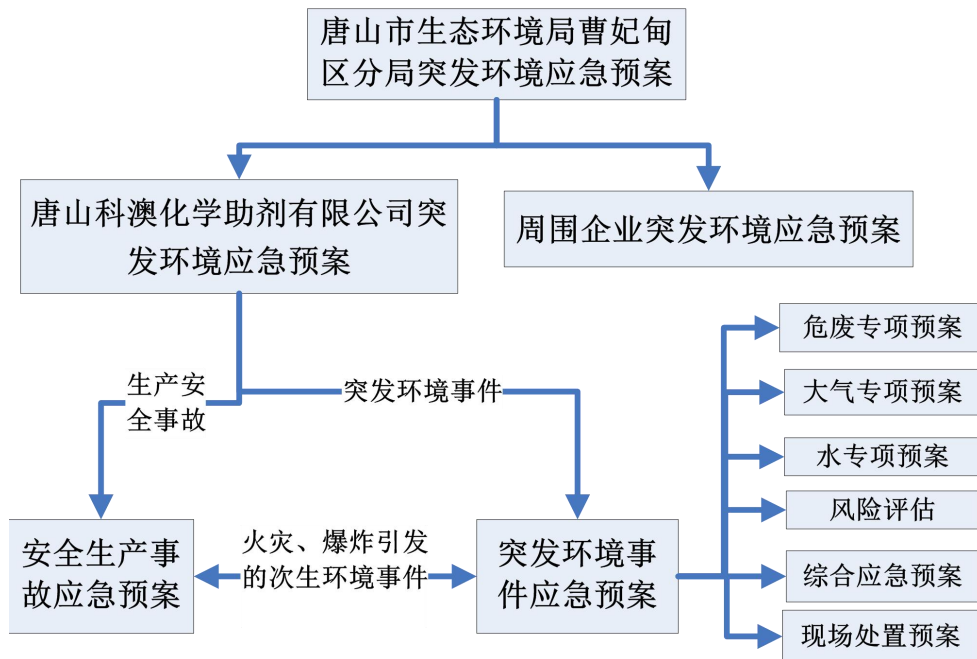 唐山市生态环境局曹妃甸
区分局突发环境应急预案
唐山科澳化学助剂有限公司突
发环境应急预案
周围企业突发环境应急预案
生产安
全事故
突发环境事件
安全生产事
故应急预案
火灾、爆炸引发
的次生环境事件
突发环境事
件应急预案
危废专项预案
大气专项预案
水专项预案
风险评估
综合应急预案
现场处置预案